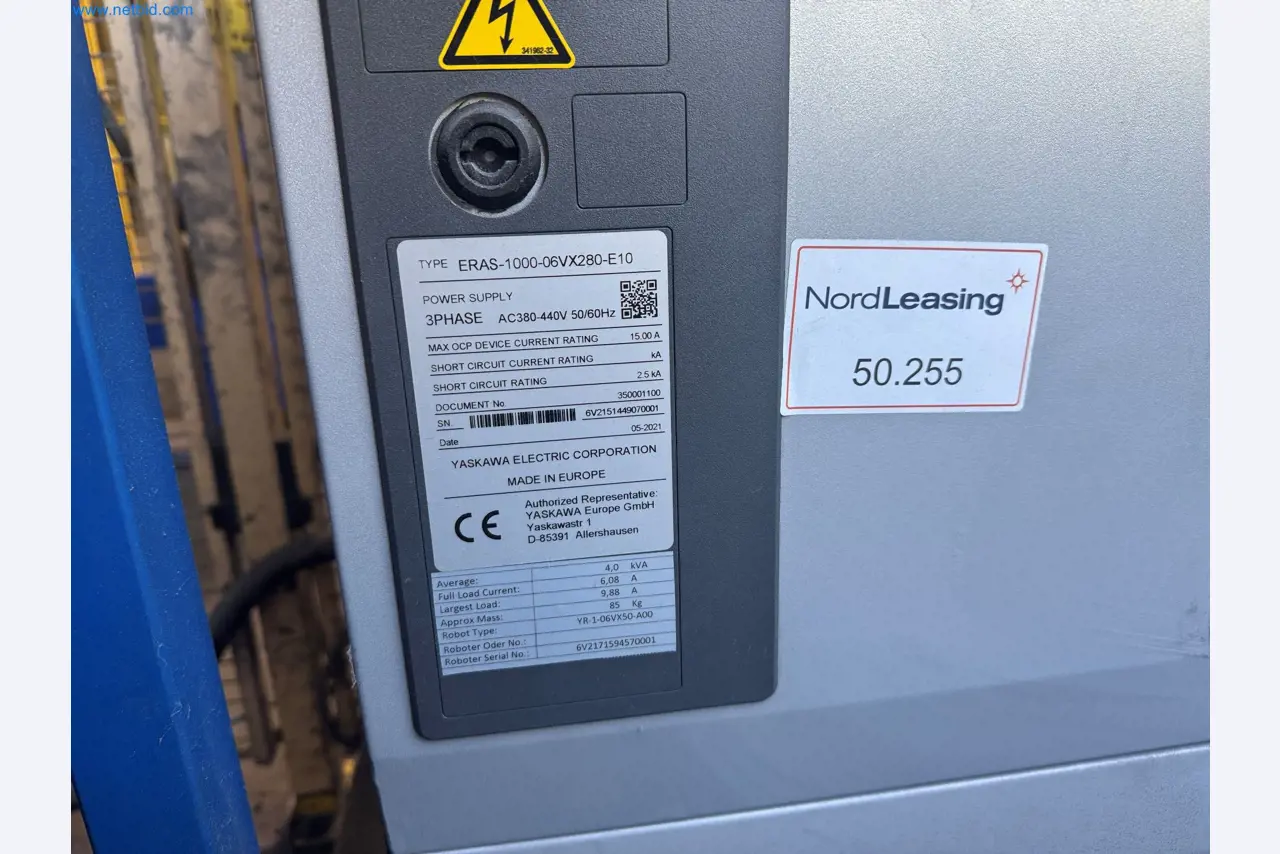 www.netbid.com
341962-32
TYPE ERAS-1000-06VX280-E10
POWER SUPPLY
3PHASE AC380-440V 50/60Hz
MAX OCP DEVICE CURRENT RATING 15.00 A
SHORT CIRCUIT CURRENT RATING kA
SHORT CIRCUIT RATING 2.5 kA
DOCUMENT No. 350001100
SN. 6V2151449070001
Date 05-2021
YASKAWA ELECTRIC CORPORATION
MADE IN EUROPE
CE
Authorized Representative:
YASKAWA Europe GmbH
Yaskawastr 1
D-85391 Allershausen
Average: 4,0 kVA
Full Load Current: 6,08 A
Largest Load: 9,88 A
Approx Mass: 85 Kg
Robot Type: YR-1-06VX50-A00
Roboter Oder No.:
Roboter Serial No.: 6V2171594570001
NordLeasing
50.255